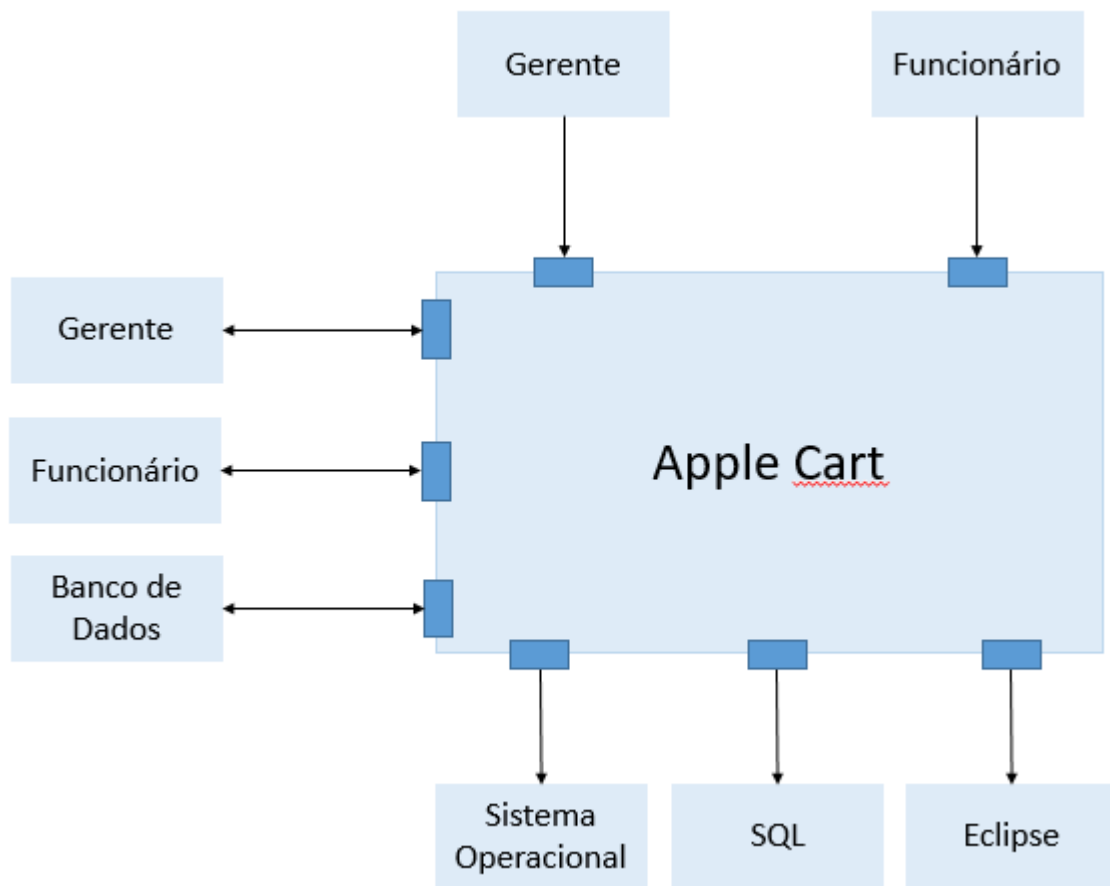 Gerente
Funcionário
Gerente
Funcionário
Apple Cart
Banco de
Dados
Sistema
Operacional
SQL
Eclipse